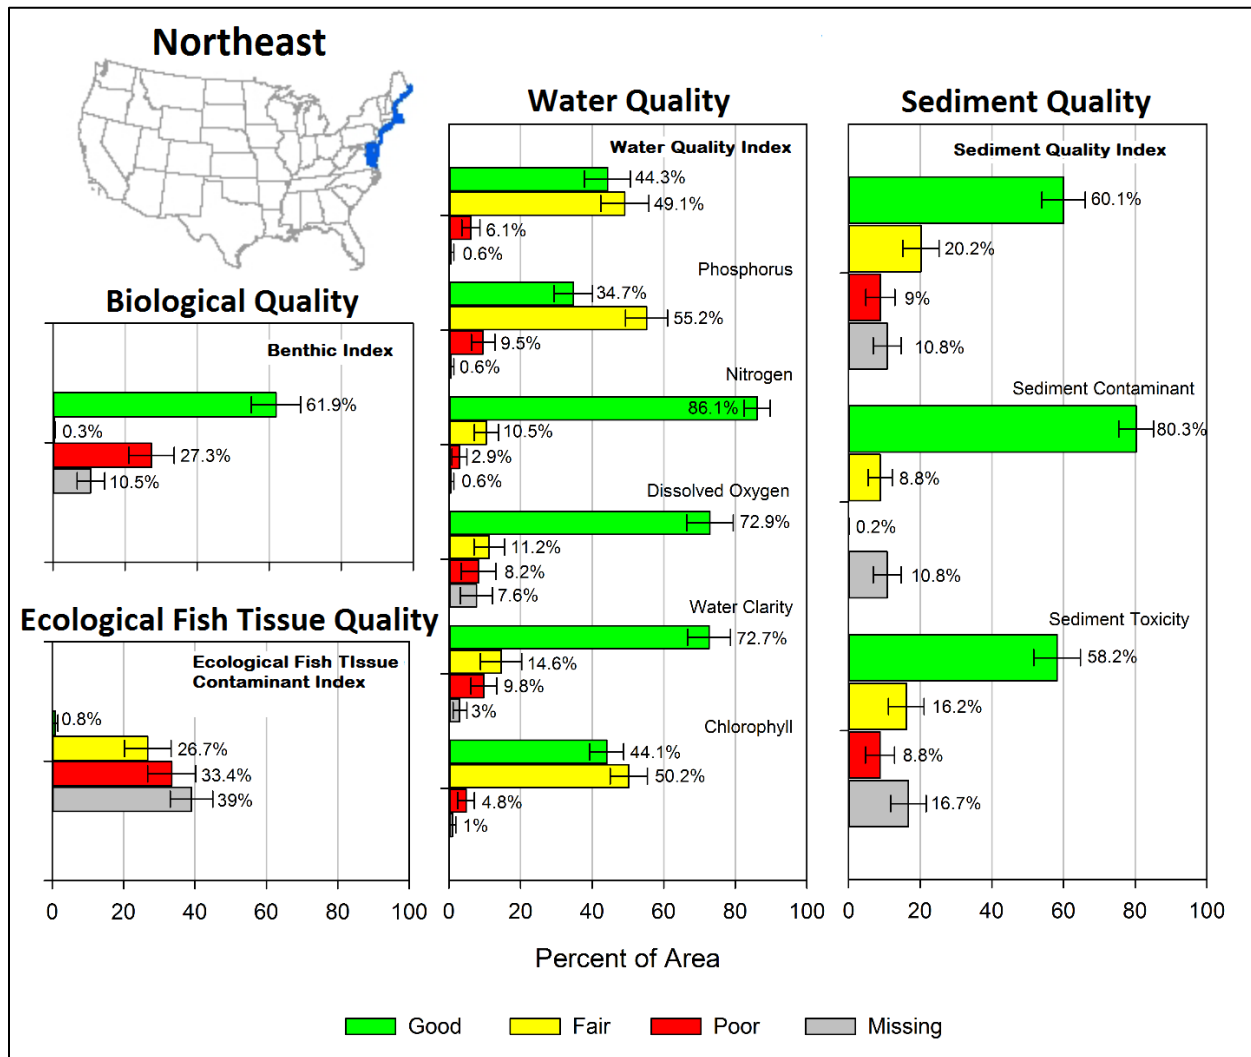 Northeast
Biological Quality
Benthic Index
61.9%
0.3%
27.3%
10.5%
Ecological Fish Tissue Quality
Ecological Fish TIssue
Contaminant Index
0.8%
26.7%
33.4%
39%
0 20 40 60 80 100
Water Quality
Water Quality Index
44.3%
49.1%
6.1%
0.6%
Phosphorus
34.7%
55.2%
9.5%
0.6%
Nitrogen
86.1%
10.5%
2.9%
0.6%
Dissolved Oxygen
72.9%
11.2%
8.2%
7.6%
Water Clarity
72.7%
14.6%
9.8%
3%
Chlorophyll
44.1%
50.2%
4.8%
1%
0 20 40 60 80 100
Sediment Quality
Sediment Quality Index
60.1%
20.2%
9%
10.8%
Sediment Contaminant
80.3%
8.8%
0.2%
10.8%
Sediment Toxicity
58.2%
16.2%
8.8%
16.7%
0 20 40 60 80 100
Percent of Area
Good Fair Poor Missing